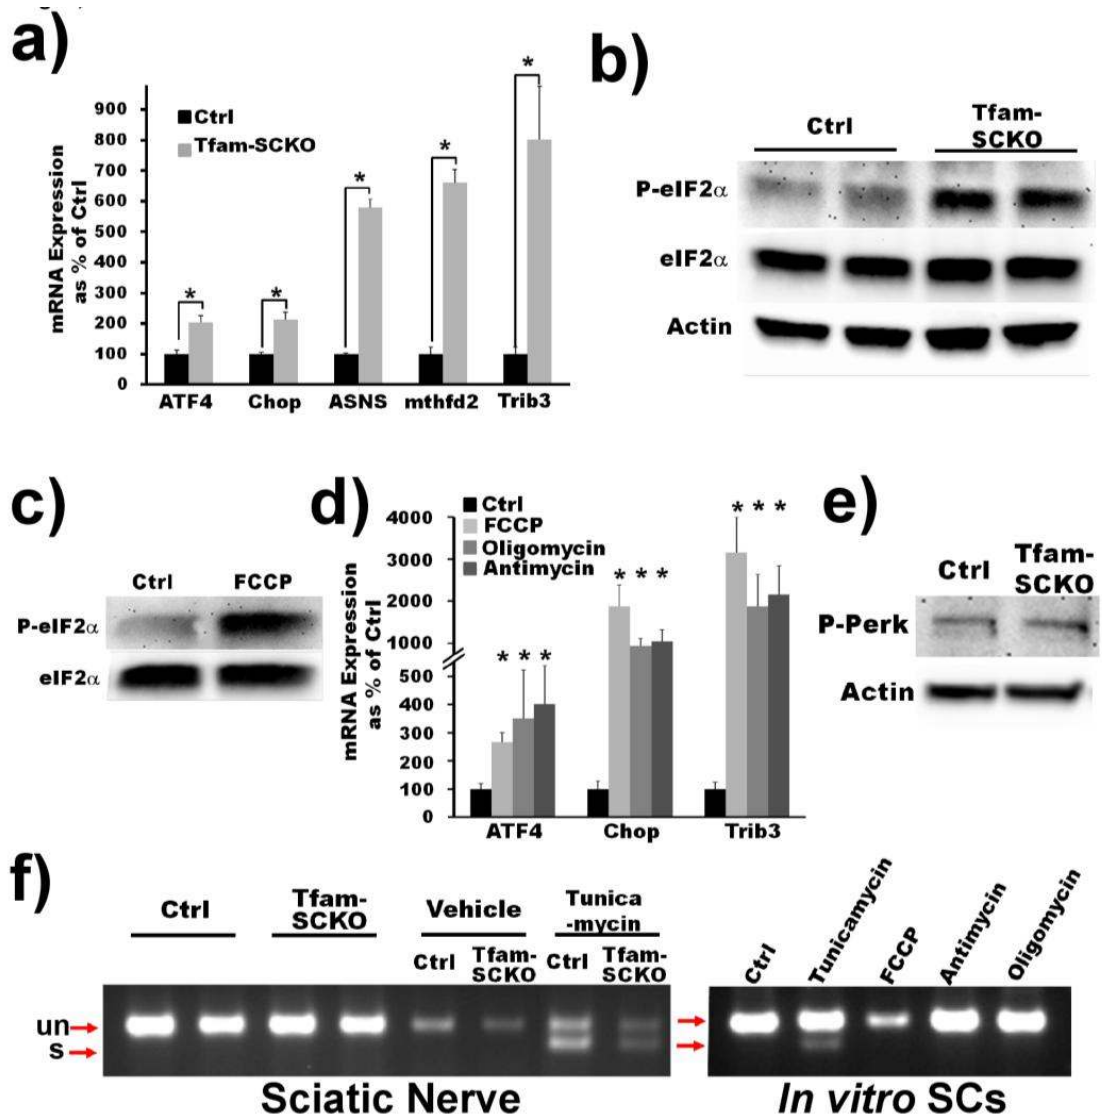 a)
mRNA Expression
as % of Ctrl
900
800
700
600
500
400
300
200
100
0
Ctrl
Tfam-SCKO
*
*
*
*
*
ATF4 Chop ASNS mthfd2 Trib3
b)
Ctrl
Tfam-
SCKO
P-eIF2α
eIF2α
Actin
c)
Ctrl FCCP
P-eIF2α
eIF2α
d)
mRNA Expression
as % of Ctrl
4000
3000
2000
1000
500
400
300
200
100
0
Ctrl
FCCP
Oligomycin
Antimycin
* * *
* * *
* * *
ATF4 Chop Trib3
e)
Ctrl
Tfam-
SCKO
P-Perk
Actin
f)
Ctrl
Tfam-
SCKO
Vehicle
Tunica
-mycin
Ctrl
Tfam-
SCKO
Ctrl
Tfam-
SCKO
un
s
Sciatic Nerve
Ctrl
Tunicamycin
FCCP
Antimycin
Oligomycin
In vitro SCs